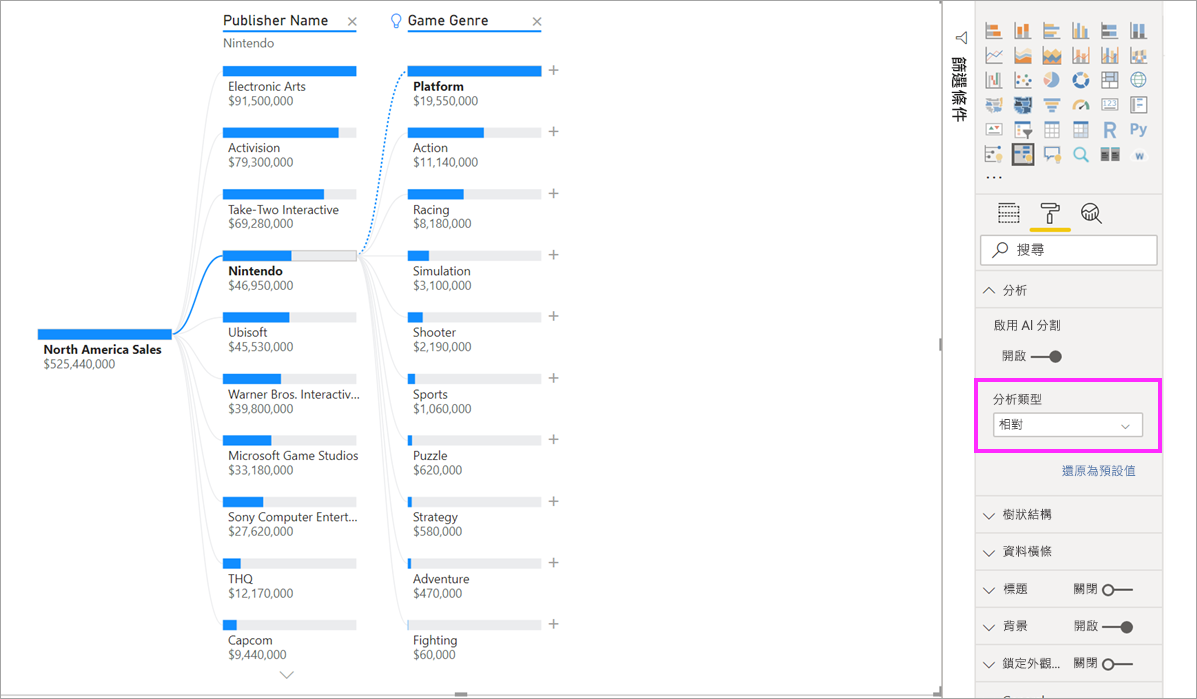 Publisher Name
Nintendo
Game Genre
North America Sales
$525,440,000
Electronic Arts
$91,500,000
Activision
$79,300,000
Take-Two Interactive
$69,280,000
Nintendo
$46,950,000
Ubisoft
$45,530,000
Warner Bros. Interactiv...
$39,800,000
Microsoft Game Studios
$33,180,000
Sony Computer Entert...
$27,620,000
THQ
$12,170,000
Capcom
$9,440,000
Platform
$19,550,000
Action
$11,140,000
Racing
$8,180,000
Simulation
$3,100,000
Shooter
$2,190,000
Sports
$1,060,000
Puzzle
$620,000
Strategy
$580,000
Adventure
$470,000
Fighting
$60,000
篩選條件
123
R
Py
W
...
搜尋
分析
啟用 AI 分割
開啟
分析類型
相對
還原為預設值
樹狀結構
資料橫條
標題 關閉
背景 開啟
鎖定外觀... 關閉